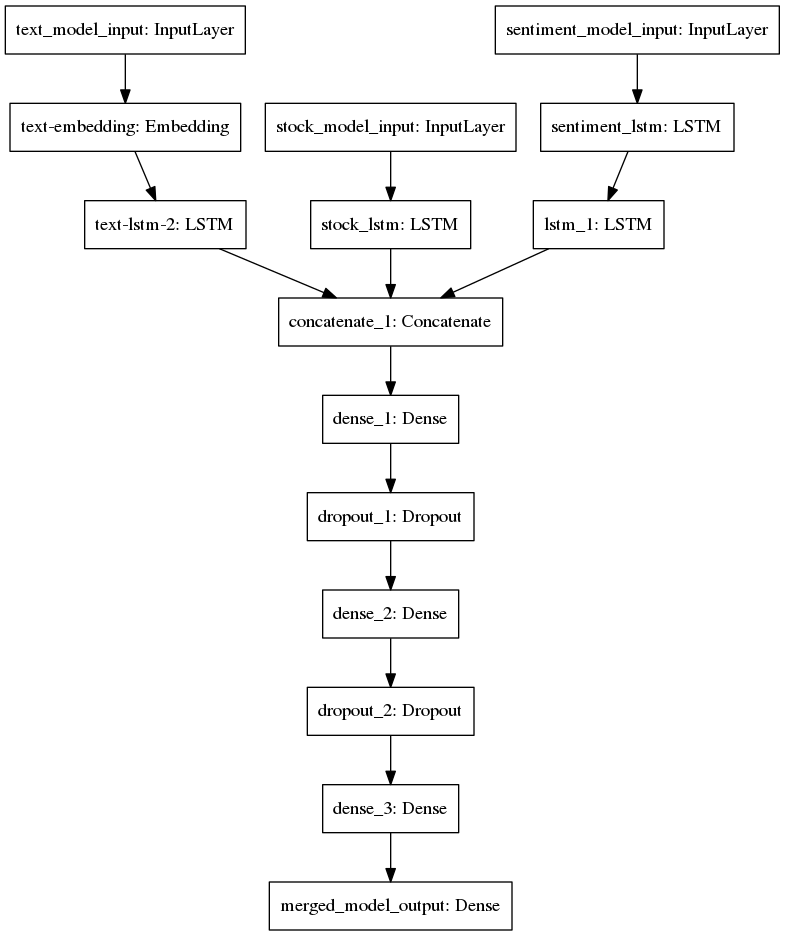 text_model_input: InputLayer
sentiment_model_input: InputLayer
text-embedding: Embedding
stock_model_input: InputLayer
sentiment_lstm: LSTM
text-lstm-2: LSTM
stock_lstm: LSTM
lstm_1: LSTM
concatenate_1: Concatenate
dense_1: Dense
dropout_1: Dropout
dense_2: Dense
dropout_2: Dropout
dense_3: Dense
merged_model_output: Dense